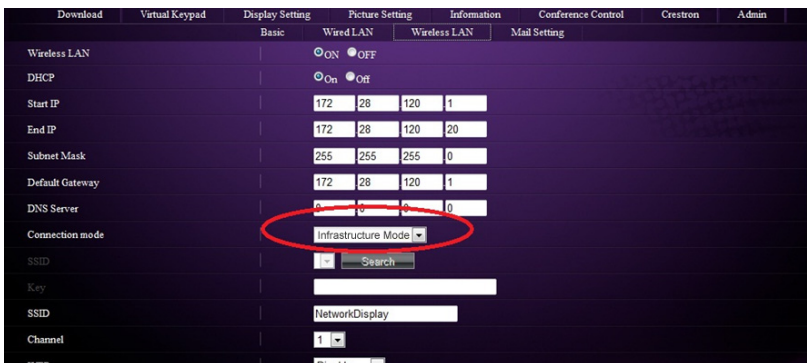 Download Virtual Keypad Display Setting Picture Setting Information Conference Control Crestron Admin
Basic Wired LAN Wireless LAN Mail Setting
Wireless LAN ON OFF
DHCP On Off
Start IP 172 . 28 . 120 . 1
End IP 172 . 28 . 120 . 20
Subnet Mask 255 . 255 . 255 . 0
Default Gateway 172 . 28 . 120 . 1
DNS Server 0 . 0 . 0 . 0
Connection mode Infrastructure Mode
SSID Search
Key
SSID NetworkDisplay
Channel 1